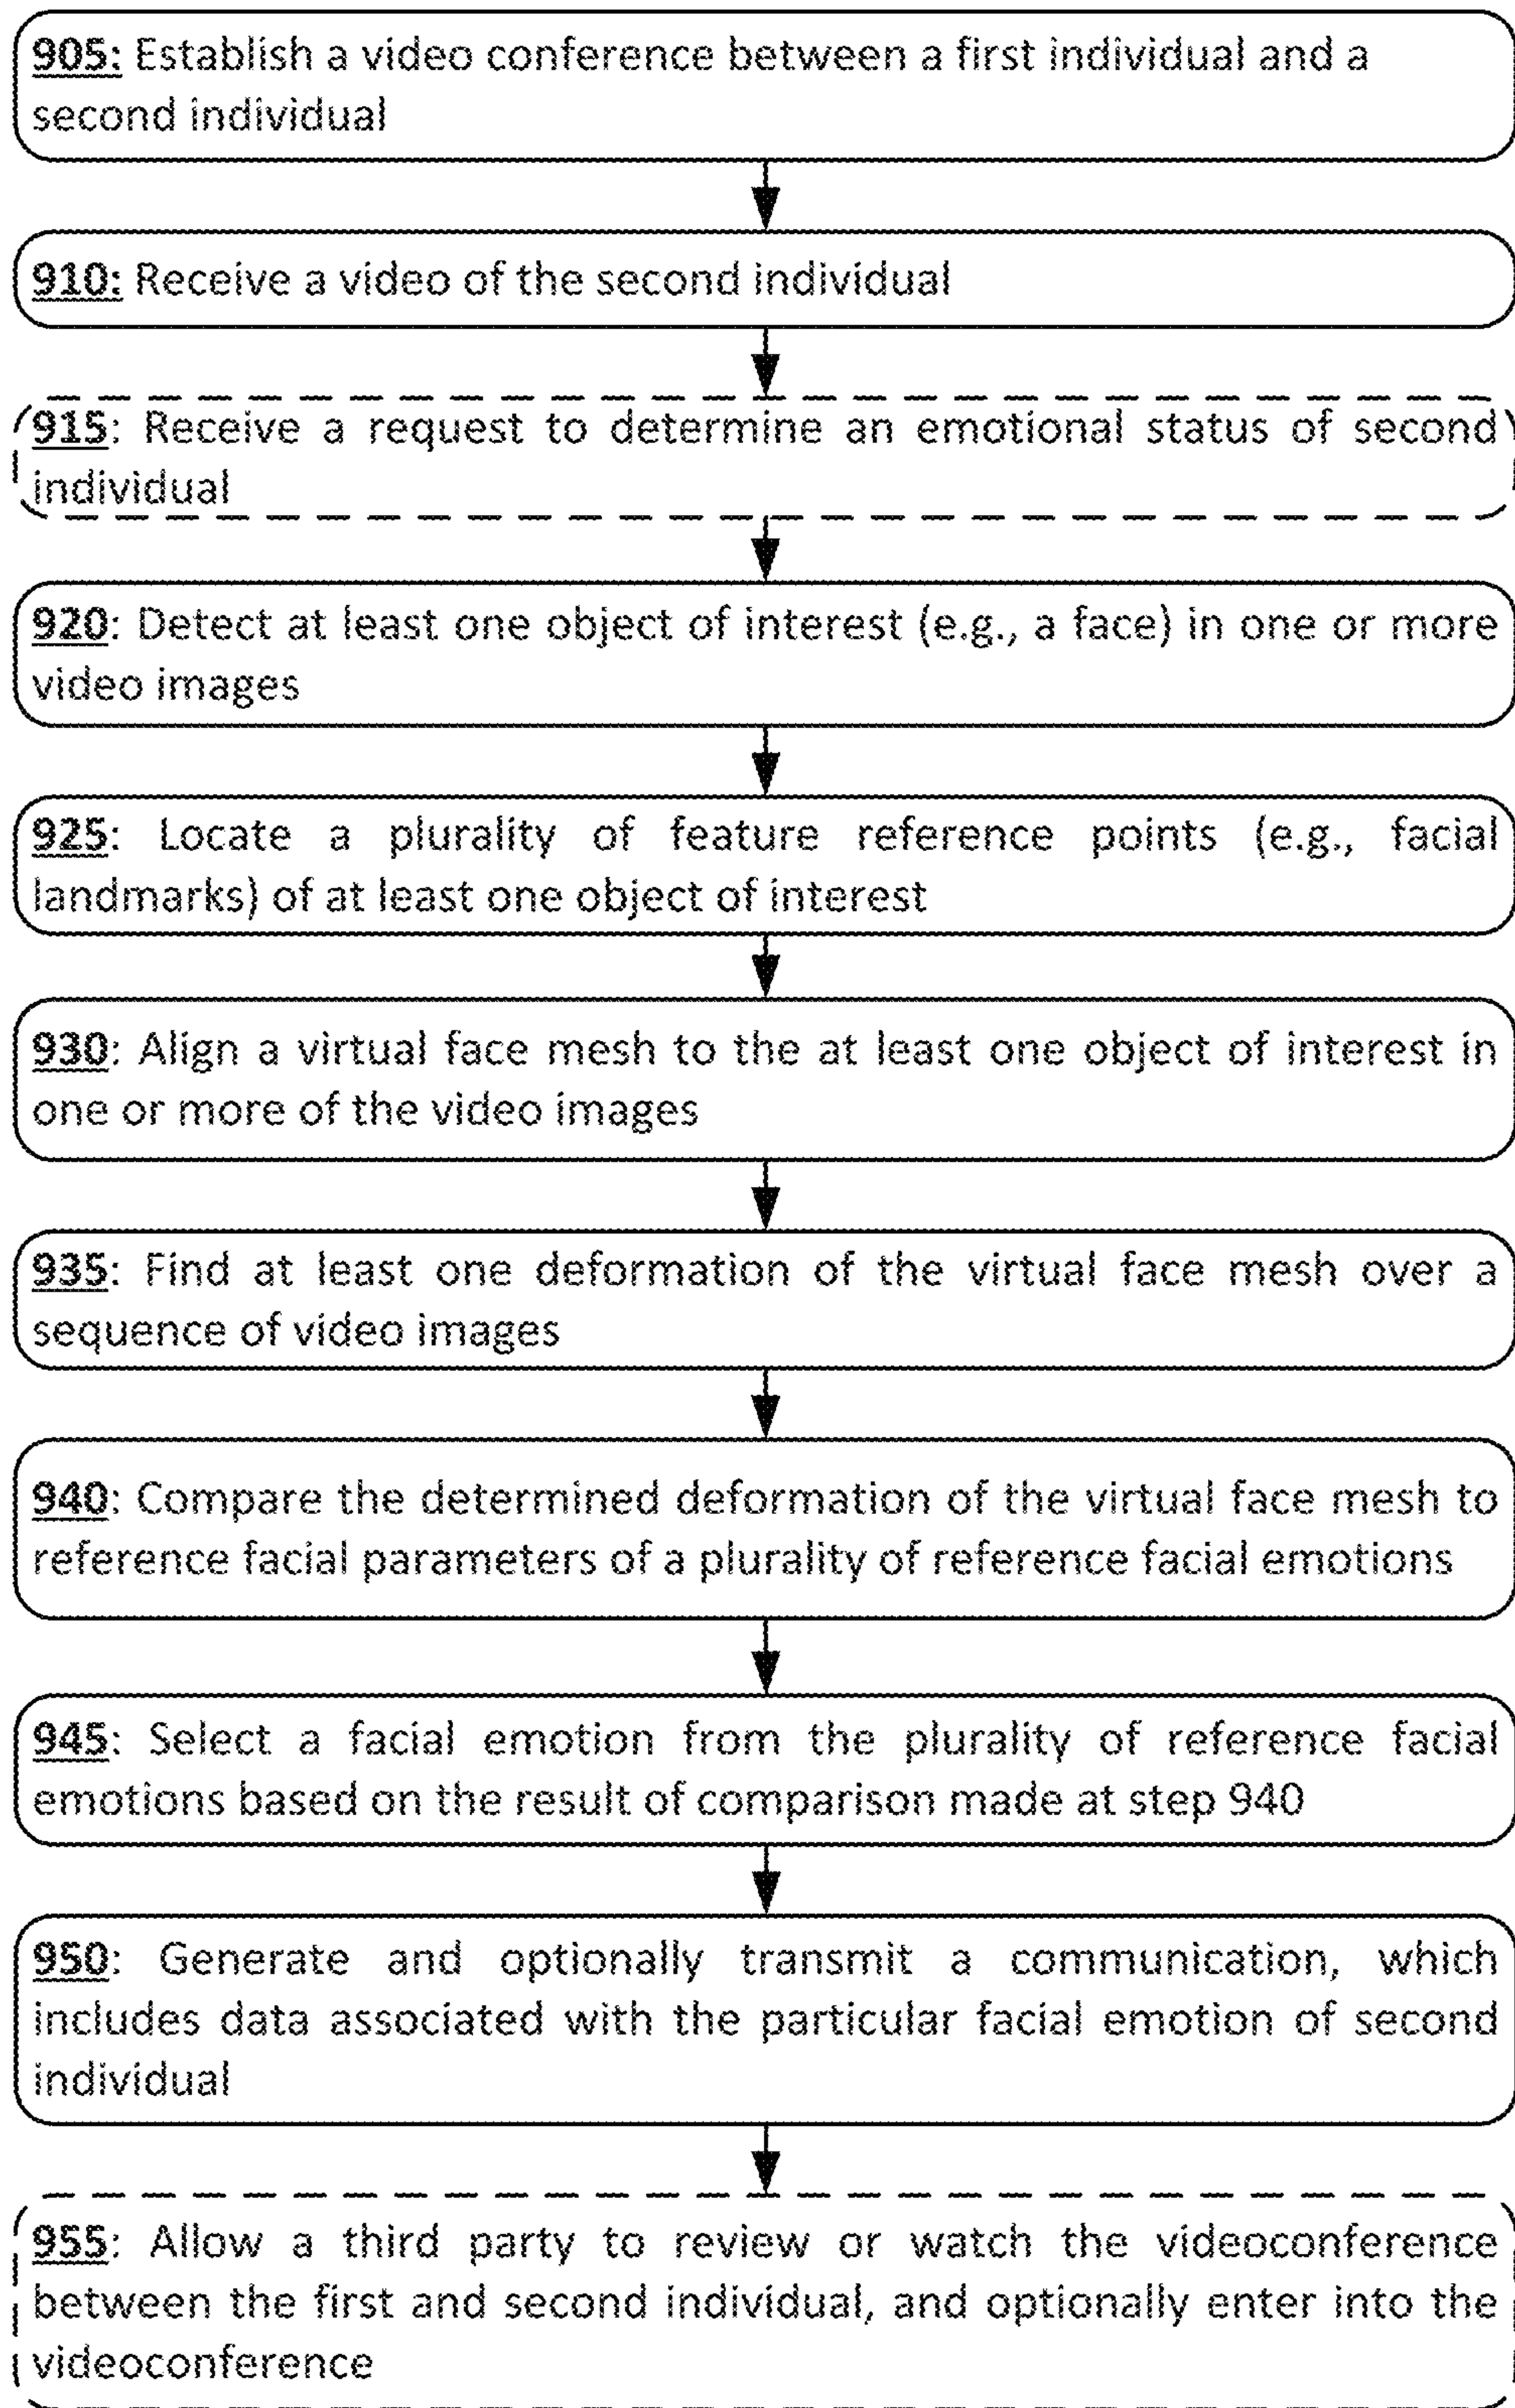 905: Establish a video conference between a first individual and a
second individual
910: Receive a video of the second individual
915: Receive a request to determine an emotional status of second
individual
920: Detect at least one object of interest (e.g., a face) in one or more
video images
925: Locate a plurality of feature reference points (e.g., facial
landmarks) of at least one object of interest
930: Align a virtual face mesh to the at least one object of interest in
one or more of the video images
935: Find at least one deformation of the virtual face mesh over a
sequence of video images
940: Compare the determined deformation of the virtual face mesh to
reference facial parameters of a plurality of reference facial emotions
945: Select a facial emotion from the plurality of reference facial
emotions based on the result of comparison made at step 940
950: Generate and optionally transmit a communication, which
includes data associated with the particular facial emotion of second
individual
955: Allow a third party to review or watch the videoconference
between the first and second individual, and optionally enter into the
videoconference